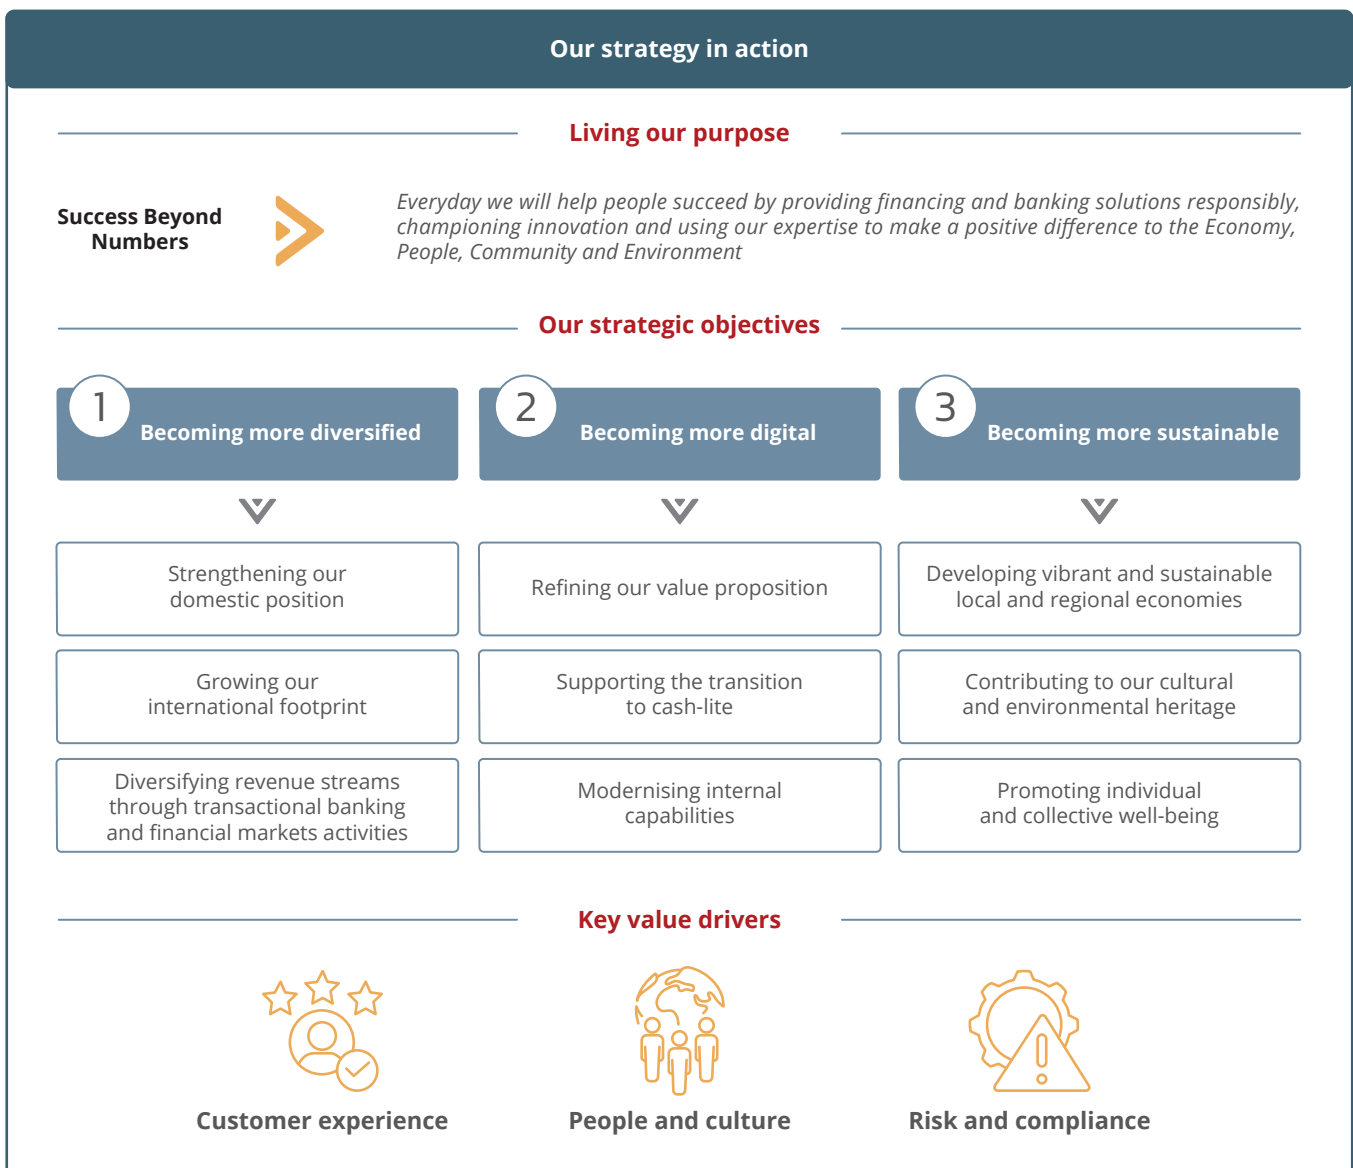 Our strategy in action
Living our purpose
Success Beyond
Numbers
Everyday we will help people succeed by providing financing and banking solutions responsibly,
championing innovation and using our expertise to make a positive difference to the Economy,
People, Community and Environment
Our strategic objectives
1
Becoming more diversified
2
Becoming more digital
3
Becoming more sustainable
Strengthening our
domestic position
Refining our value proposition
Developing vibrant and sustainable
local and regional economies
Growing our
international footprint
Supporting the transition
to cash-lite
Contributing to our cultural
and environmental heritage
Diversifying revenue streams
through transactional banking
and financial markets activities
Modernising internal
capabilities
Promoting individual
and collective well-being
Key value drivers
Customer experience
People and culture
Risk and compliance